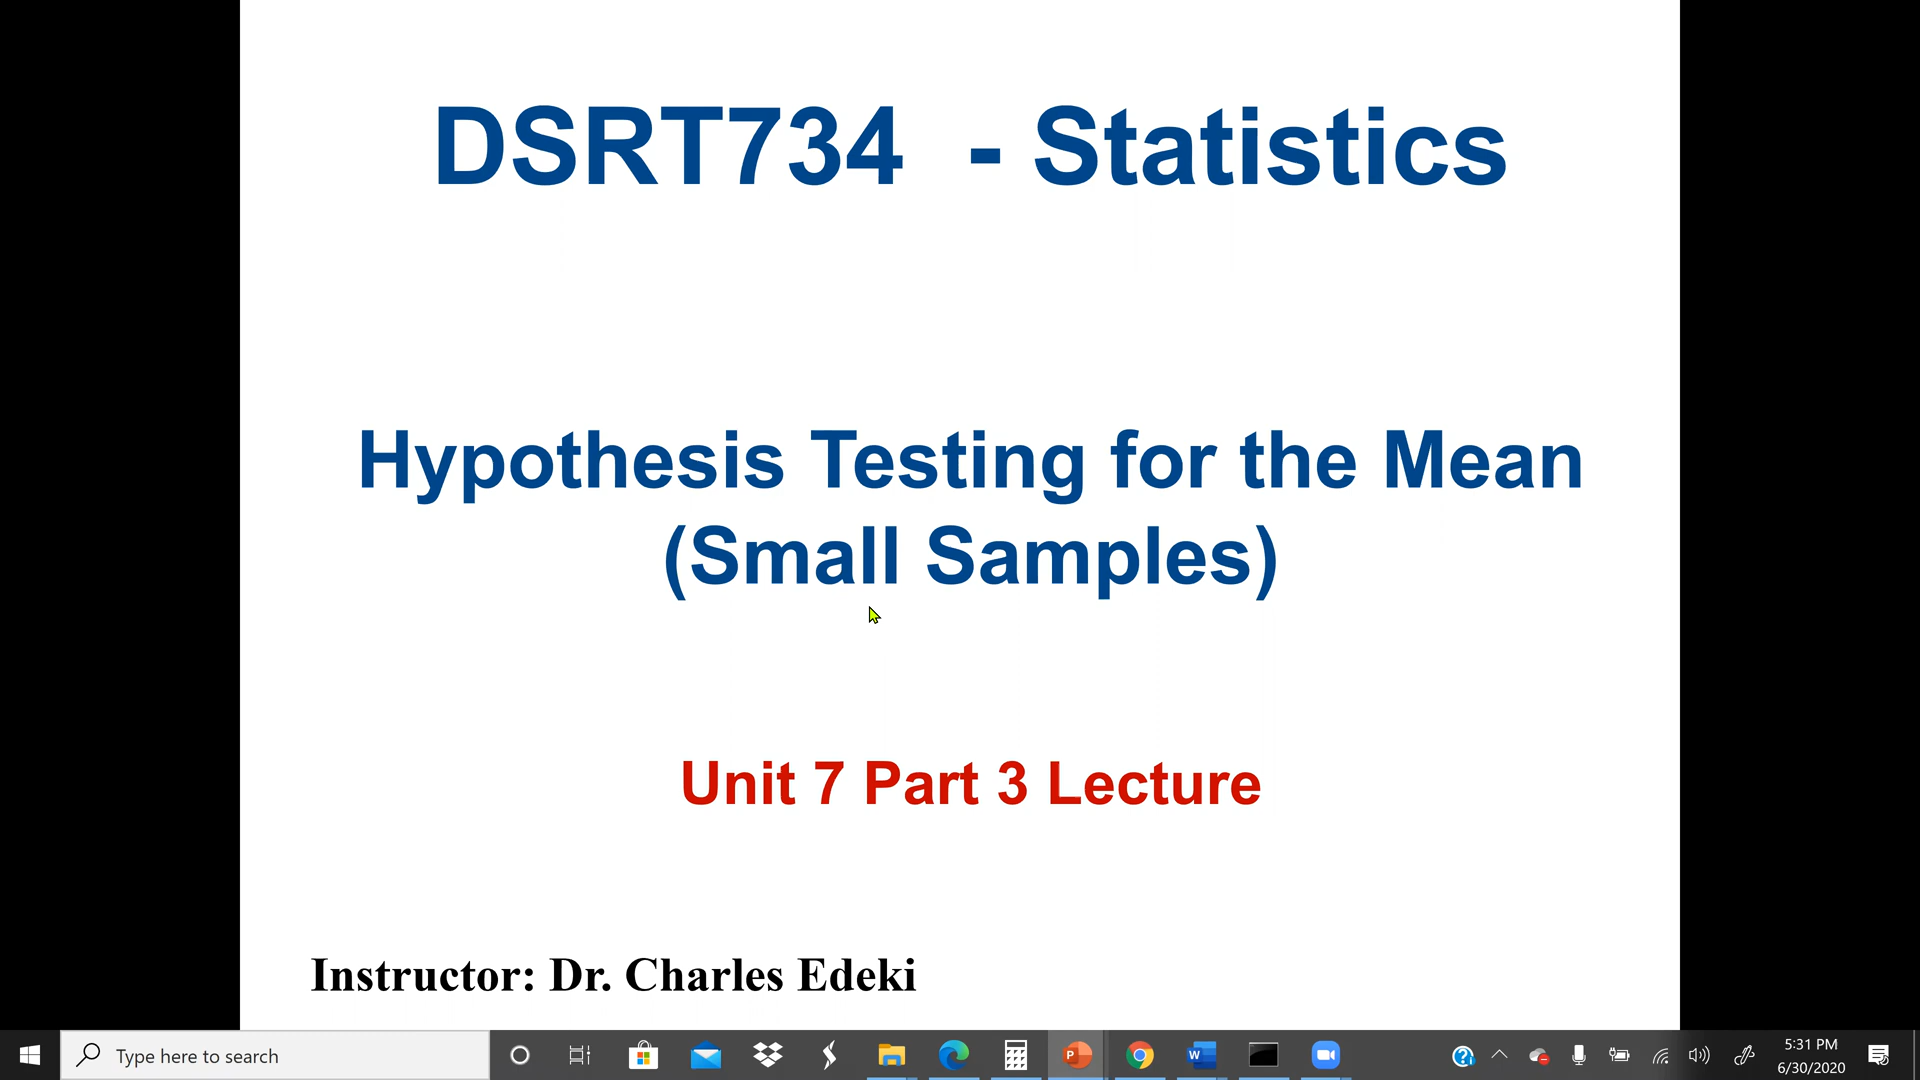 DSRT734 - Statistics
Hypothesis Testing for the Mean
(Small Samples)
Unit 7 Part 3 Lecture
Instructor: Dr. Charles Edeki
Type here to search
5:31 PM
6/30/2020